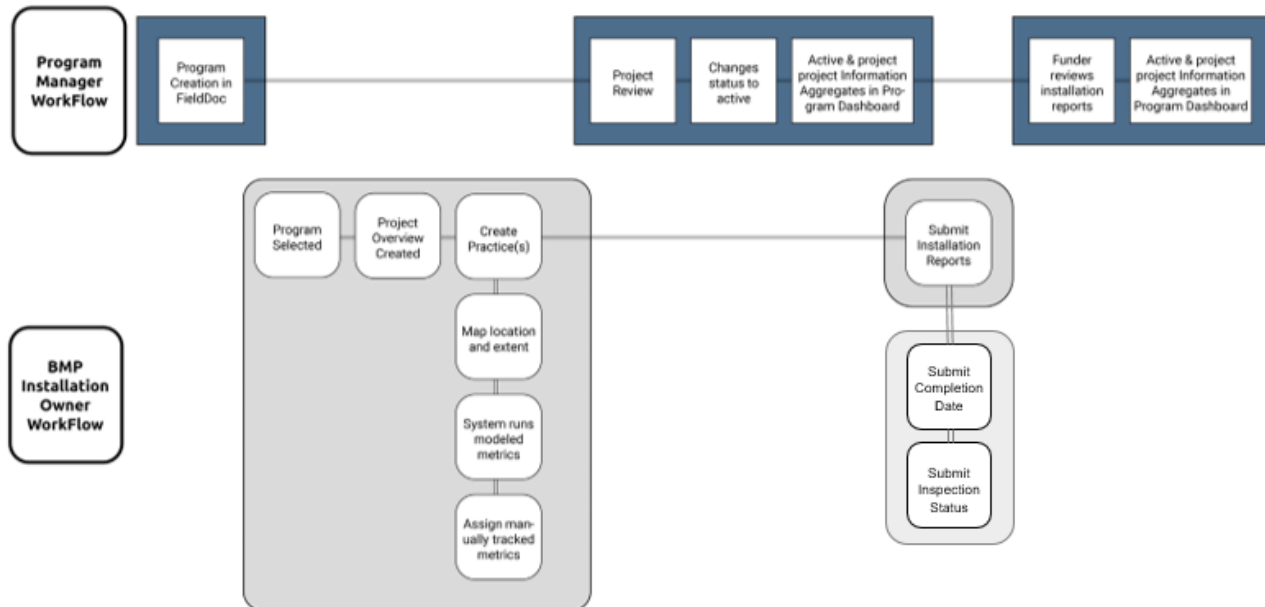 Program
Manager
WorkFlow
Program
Creation in
FieldDoc
Project
Review
Changes
status to
active
Active & project
project Information
Aggregates in Pro-
gram Dashboard
Funder
reviews
installation
reports
Active & project
project Information
Aggregates in
Program Dashboard
BMP
Installation
Owner
WorkFlow
Program
Selected
Project
Overview
Created
Create
Practice(s)
Map location
and extent
System runs
modeled
metrics
Assign man-
ually tracked
metrics
Submit
Installation
Reports
Submit
Completion
Date
Submit
Inspection
Status